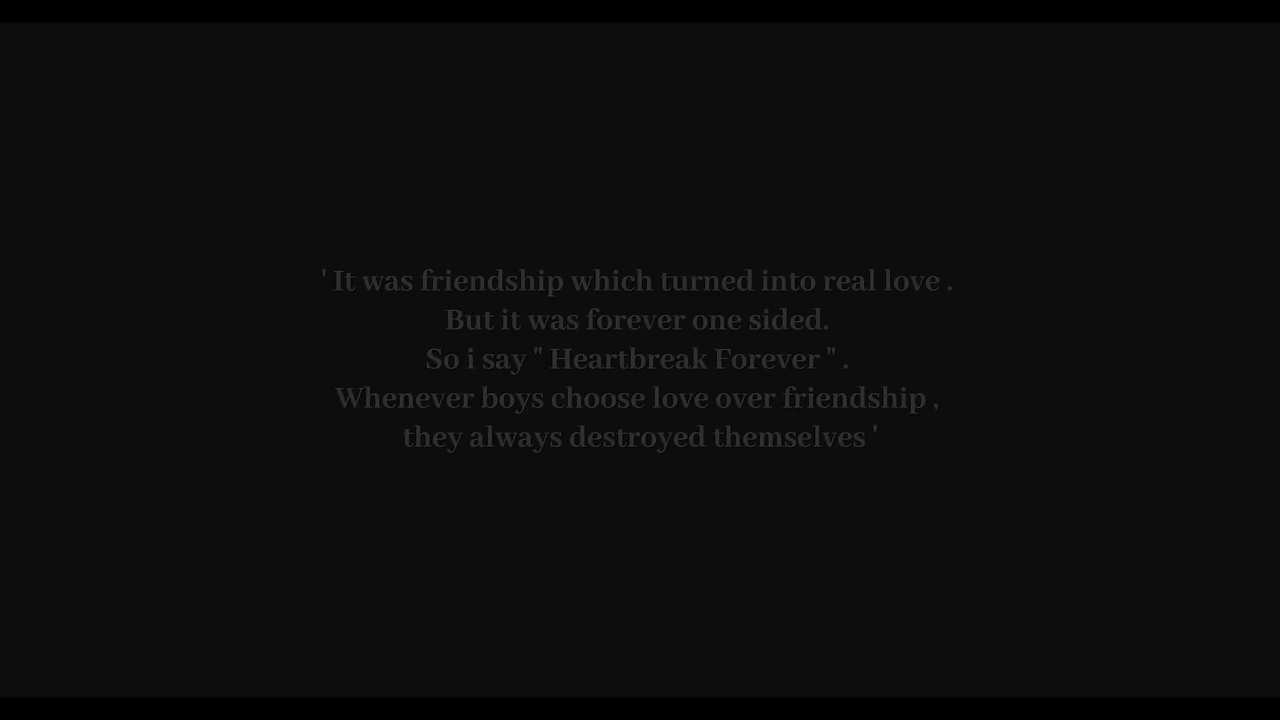 ' It was friendship which turned into real love .
But it was forever one sided.
So i say " Heartbreak Forever " .
Whenever boys choose love over friendship ,
they always destroyed themselves '